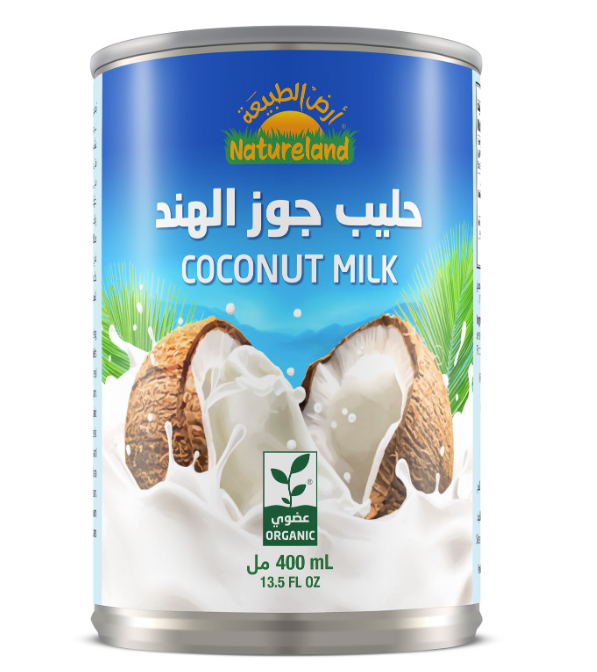 أرض الطبيعة
Natureland
حليب جوز الهند
COCONUT MILK
®
عضوي
ORGANIC
400 mL مل
13.5 FL OZ